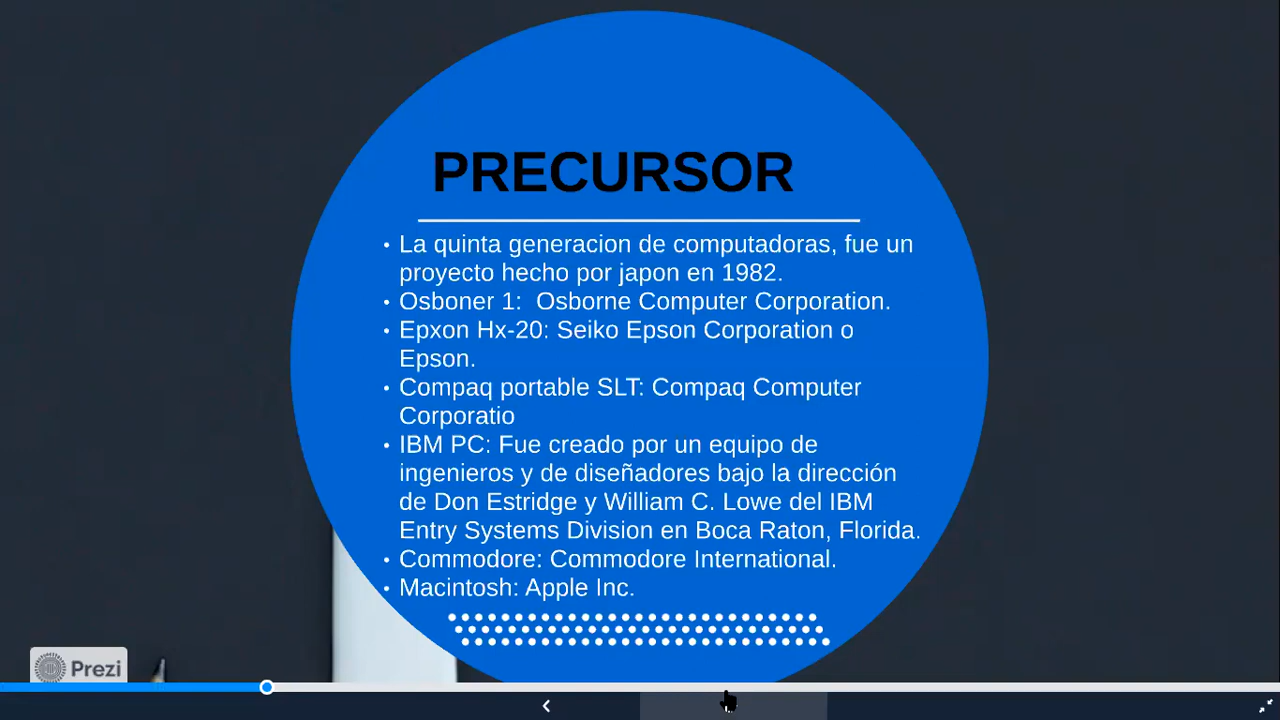 PRECURSOR
• La quinta generacion de computadoras, fue un
proyecto hecho por japon en 1982.
• Osboner 1:  Osborne Computer Corporation.
• Epxon Hx-20: Seiko Epson Corporation o
Epson.
• Compaq portable SLT: Compaq Computer
Corporatio
• IBM PC: Fue creado por un equipo de
ingenieros y de diseñadores bajo la dirección
de Don Estridge y William C. Lowe del IBM
Entry Systems Division en Boca Raton, Florida.
• Commodore: Commodore International.
• Macintosh: Apple Inc.
Prezi